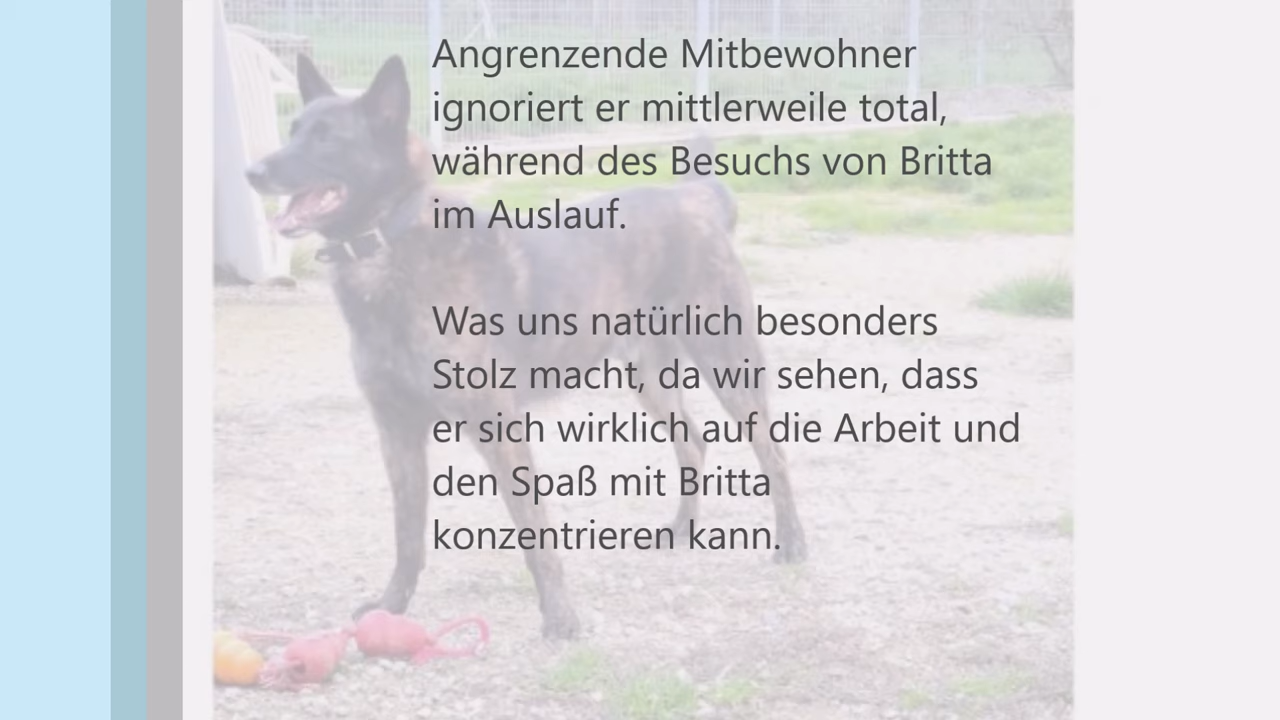 Angrenzende Mitbewohner
ignoriert er mittlerweile total,
während des Besuchs von Britta
im Auslauf.
Was uns natürlich besonders
Stolz macht, da wir sehen, dass
er sich wirklich auf die Arbeit und
den Spaß mit Britta
konzentrieren kann.